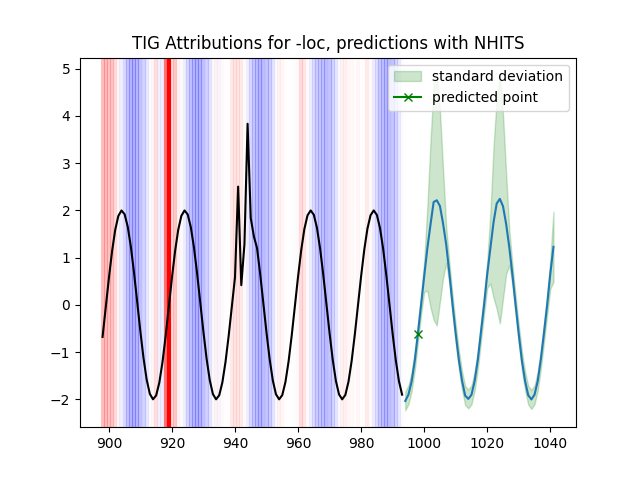 TIG Attributions for -loc, predictions with NHITS
5
4
3
2
1
0
−1
−2
standard deviation
predicted point
900 920 940 960 980 1000 1020 1040